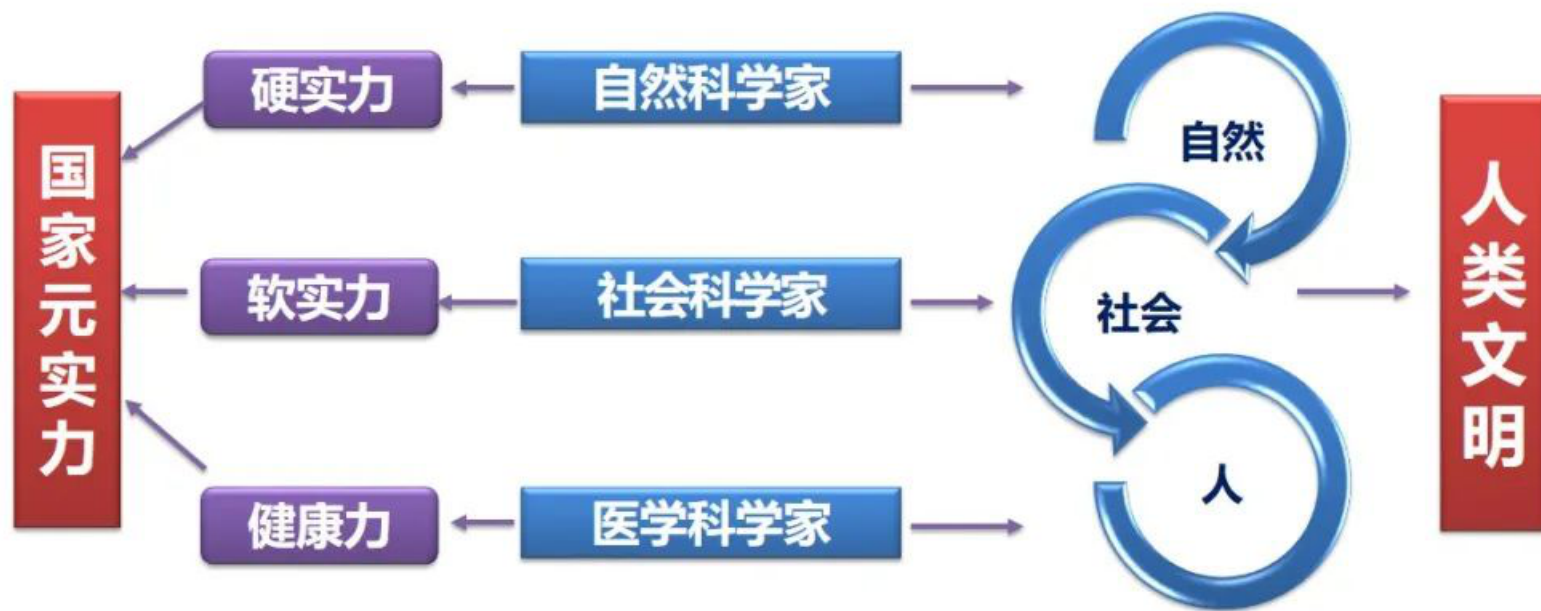 国家元实力
硬实力
自然科学家
自然
软实力
社会科学家
社会
健康力
医学科学家
人
人类文明